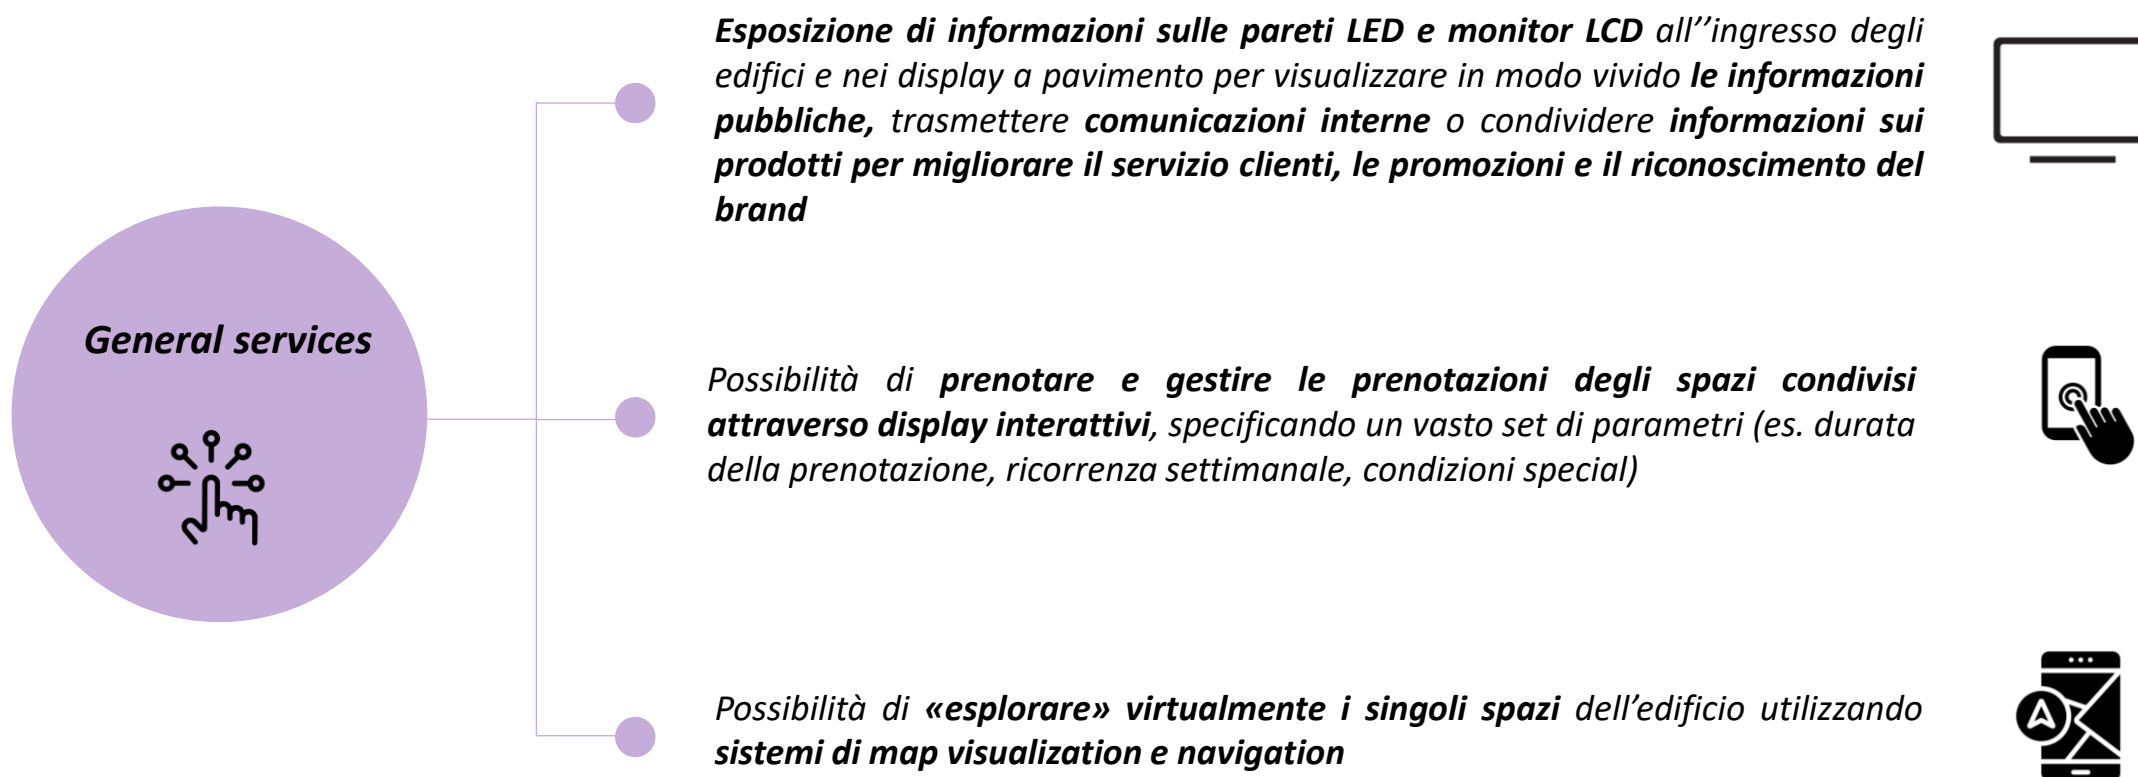 General services
Esposizione di informazioni sulle pareti LED e monitor LCD all’’ingresso degli
edifici e nei display a pavimento per visualizzare in modo vivido le informazioni
pubbliche, trasmettere comunicazioni interne o condividere informazioni sui
prodotti per migliorare il servizio clienti, le promozioni e il riconoscimento del
brand
Possibilità di prenotare e gestire le prenotazioni degli spazi condivisi
attraverso display interattivi, specificando un vasto set di parametri (es. durata
della prenotazione, ricorrenza settimanale, condizioni special)
Possibilità di «esplorare» virtualmente i singoli spazi dell’edificio utilizzando
sistemi di map visualization e navigation